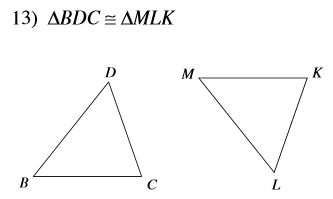 13) ΔBDC ≅ ΔMLK
D
M K
B C
L